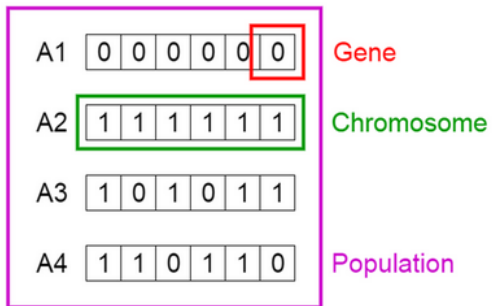 A1 0 0 0 0 0 0 Gene
A2 1 1 1 1 1 1 Chromosome
A3 1 0 1 0 1 1
A4 1 1 0 1 1 0 Population